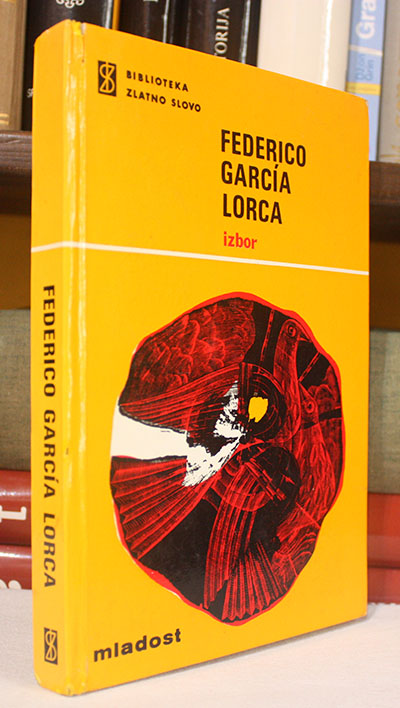 BIBLIOTEKA
ZLATNO SLOVO
FEDERICO
GARCÍA
LORCA
izbor
mladost
FEDERICO GARCÍA LORCA